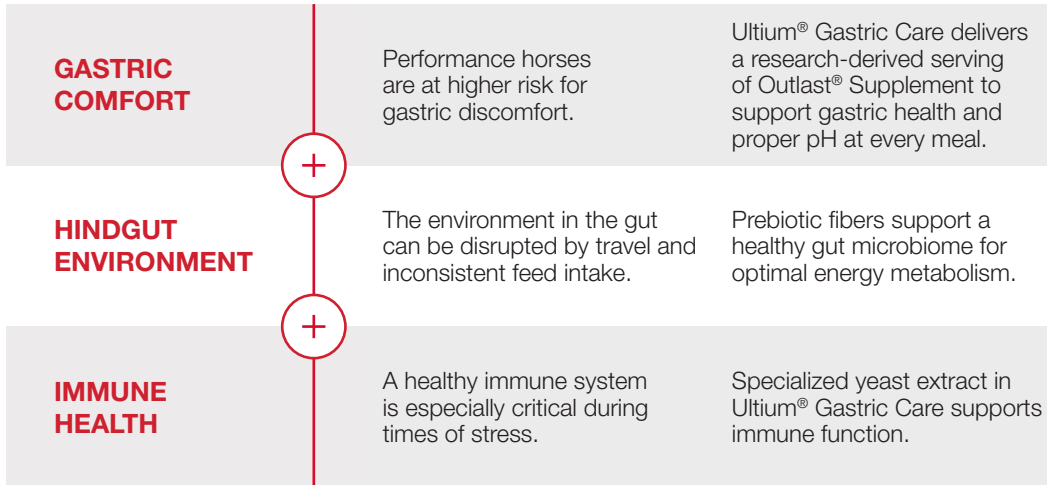 GASTRIC
COMFORT
Performance horses
are at higher risk for
gastric discomfort.
Ultium® Gastric Care delivers
a research-derived serving
of Outlast® Supplement to
support gastric health and
proper pH at every meal.
+
HINDGUT
ENVIRONMENT
The environment in the gut
can be disrupted by travel and
inconsistent feed intake.
Prebiotic fibers support a
healthy gut microbiome for
optimal energy metabolism.
+
IMMUNE
HEALTH
A healthy immune system
is especially critical during
times of stress.
Specialized yeast extract in
Ultium® Gastric Care supports
immune function.